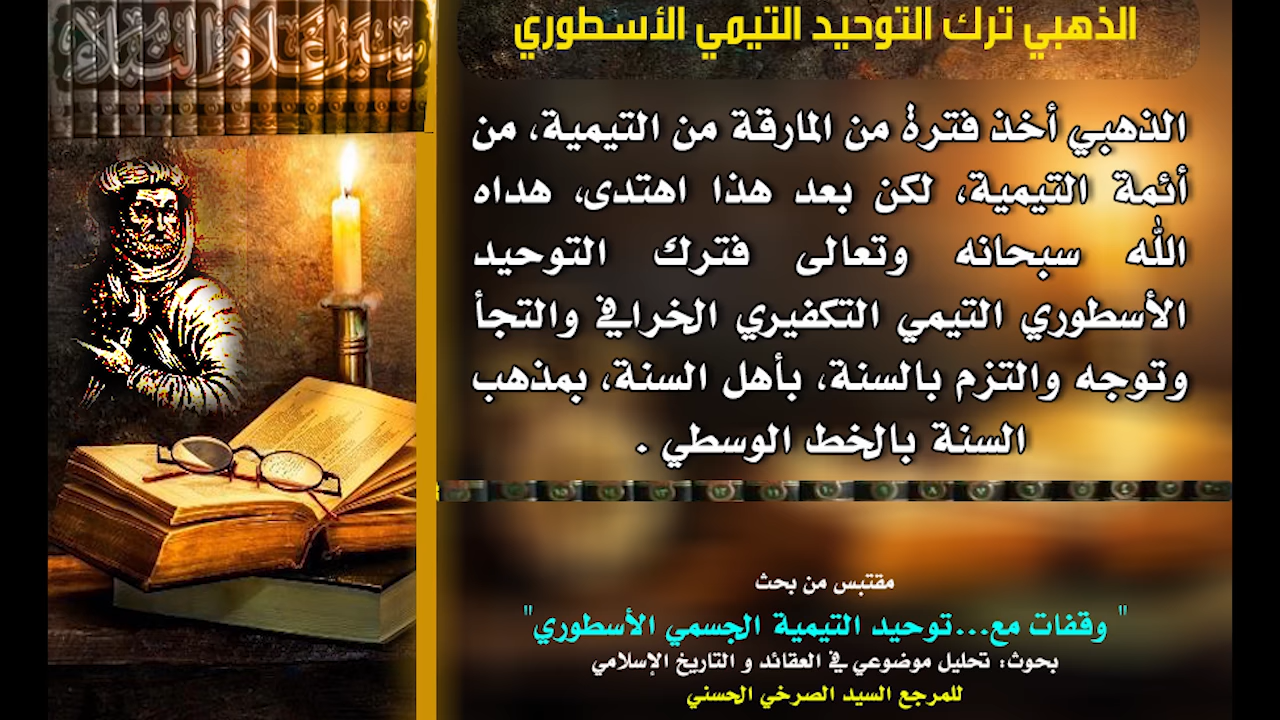 سير أعلام النبلاء
الذهبي ترك التوحيد التيمي الأسطوري
الذهبي أخذ فترة من المارقة من التيمية، من
أئمة التيمية، لكن بعد هذا اهتدى، هداه
الله سبحانه وتعالى فترك التوحيد
الأسطوري التيمي التكفيري الخرافي والتجأ
وتوجه والتزم بالسنة، بأهل السنة، بمذهب
السنة بالخط الوسطي .
مقتبس من بحث
" وقفات مع...توحيد التيمية الجسمي الأسطوري"
بحوث: تحليل موضوعي في العقائد و التاريخ الإسلامي
للمرجع السيد الصرخي الحسني